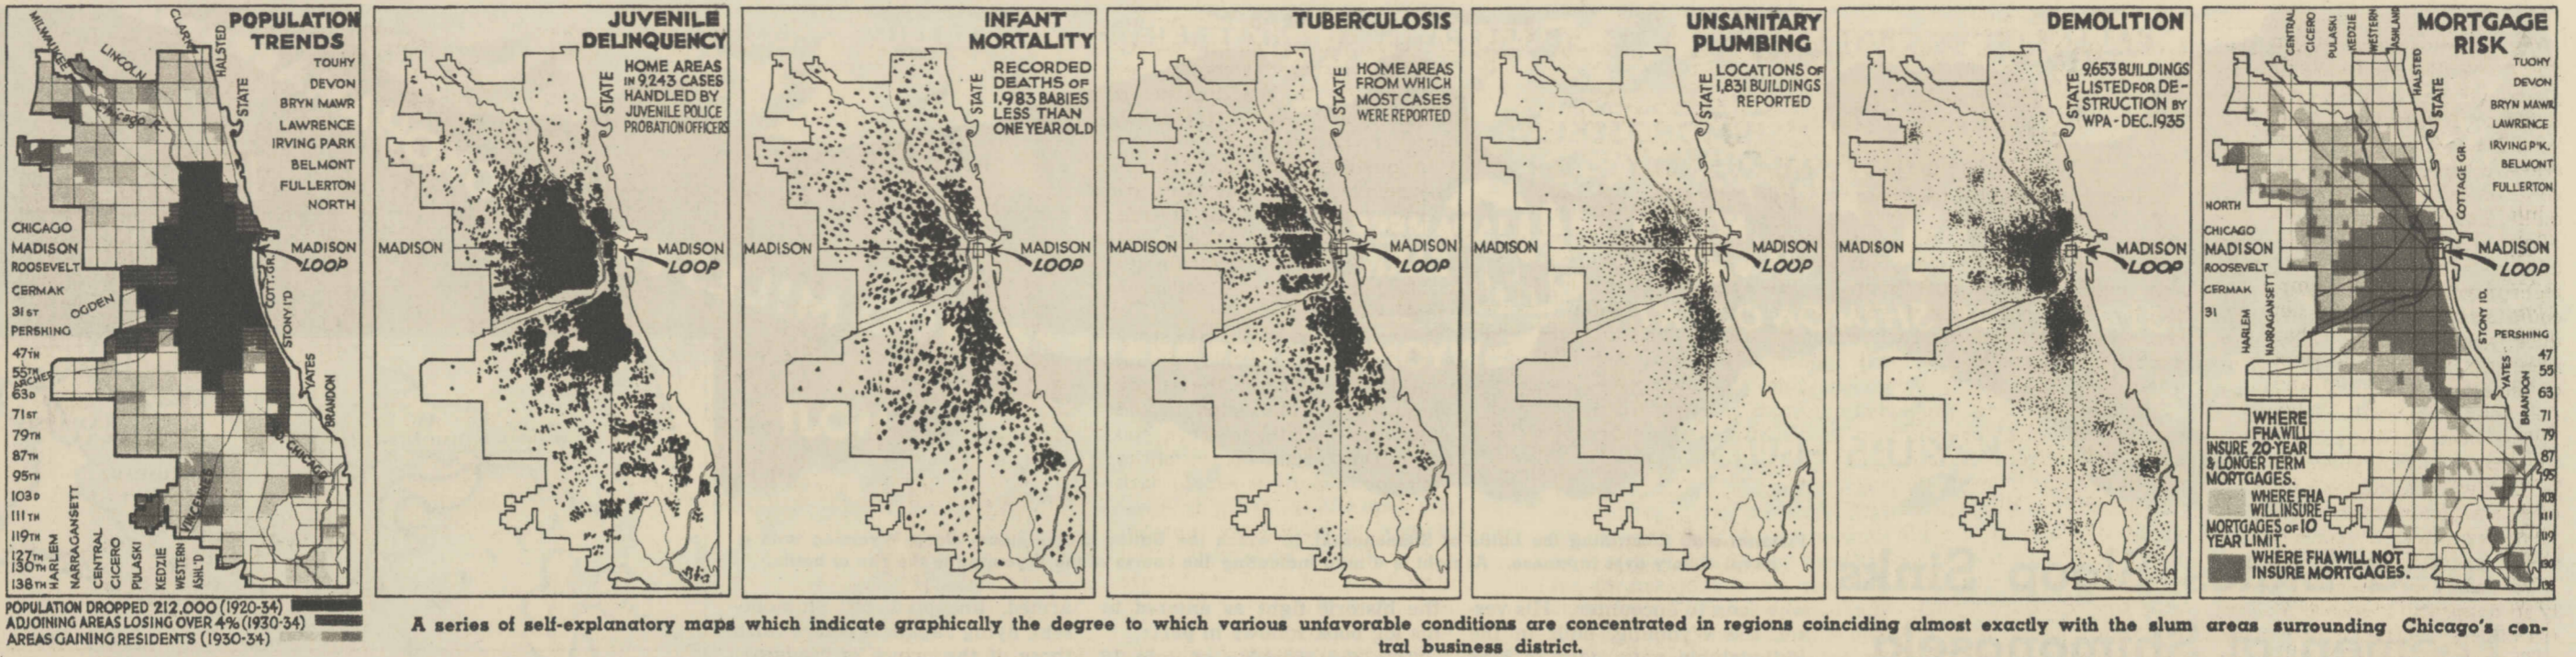 POPULATION
TRENDS
MILWAUKEE
LINCOLN
CLARK
HALSTED
STATE
Chicago R.
TOUHY
DEVON
BRYN MAWR
LAWRENCE
IRVING PARK
BELMONT
FULLERTON
NORTH
CHICAGO
MADISON
ROOSEVELT
CERMAK
31ST
PERSHING
47TH
55TH
ARCHER
63D
71ST
79TH
87TH
95TH
103D
111TH
119TH
127TH
130TH
138TH
OGDEN
MADISON
LOOP
COTT. GR.
STONY I'D
YATES
BRANDON
S. CHICAGO
VINCENNES
HARLEM
NARRAGANSETT
CENTRAL
CICERO
PULASKI
KEDZIE
WESTERN
ASHL'D
POPULATION DROPPED 212,000 (1920-34)
ADJOINING AREAS LOSING OVER 4% (1930-34)
AREAS GAINING RESIDENTS (1930-34)
JUVENILE
DELINQUENCY
HOME AREAS
IN 9,243 CASES
HANDLED BY
JUVENILE POLICE
PROBATION OFFICERS
STATE
MADISON
MADISON
LOOP
INFANT
MORTALITY
RECORDED
DEATHS OF
1,983 BABIES
LESS THAN
ONE YEAR OLD
STATE
MADISON
MADISON
LOOP
TUBERCULOSIS
HOME AREAS
FROM WHICH
MOST CASES
WERE REPORTED
STATE
MADISON
MADISON
LOOP
UNSANITARY
PLUMBING
LOCATIONS OF
1,831 BUILDINGS
REPORTED
STATE
MADISON
MADISON
LOOP
DEMOLITION
9,653 BUILDINGS
LISTED FOR DE-
STRUCTION BY
WPA - DEC. 1935
STATE
MADISON
MADISON
LOOP
MORTGAGE
RISK
CENTRAL
CICERO
PULASKI
KEDZIE
WESTERN
ASHLAND
HALSTED
STATE
COTTAGE GR.
TUOHY
DEVON
BRYN MAWR
LAWRENCE
IRVING P'K.
BELMONT
FULLERTON
NORTH
CHICAGO
MADISON
ROOSEVELT
CERMAK
31
HARLEM
NARRAGANSETT
MADISON
LOOP
STONY I'D.
PERSHING
47
55
63
71
79
87
95
103
111
119
130
138
YATES
BRANDON
WHERE
FHA WILL
INSURE 20-YEAR
& LONGER TERM
MORTGAGES.
WHERE FHA
WILL INSURE
MORTGAGES OF 10
YEAR LIMIT.
WHERE FHA WILL NOT
INSURE MORTGAGES.
A series of self-explanatory maps which indicate graphically the degree to which various unfavorable conditions are concentrated in regions coinciding almost exactly with the slum areas surrounding Chicago's cen-
tral business district.